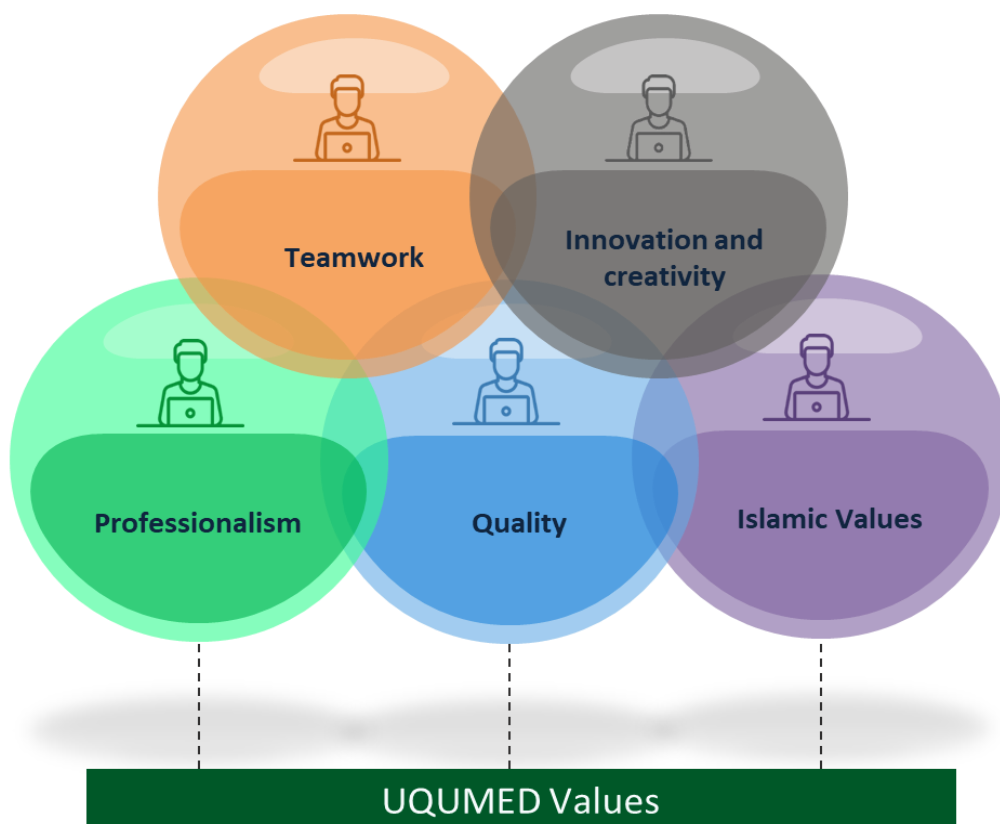 Teamwork
Innovation and
creativity
Professionalism
Quality
Islamic Values
UQUMED Values